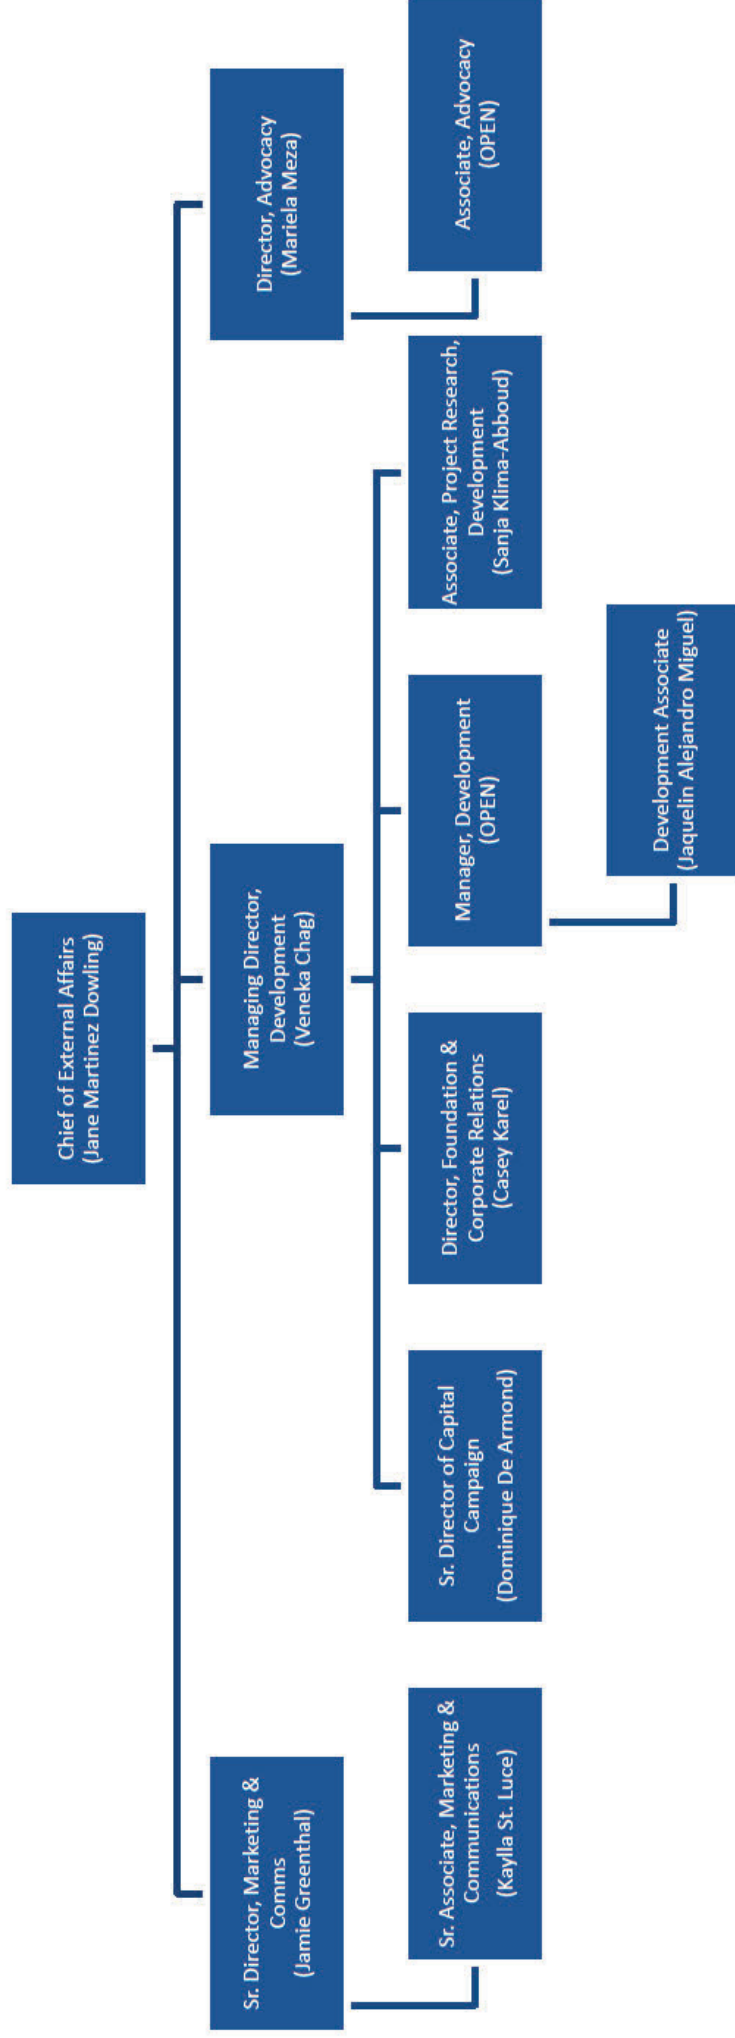 Chief of External Affairs
(Jane Martinez Dowling)
Sr. Director, Marketing &
Comms
(Jamie Greenthal)
Managing Director,
Development
(Veneka Chag)
Director, Advocacy
(Mariela Meza)
Sr. Associate, Marketing &
Communications
(Kaylla St. Luce)
Sr. Director of Capital
Campaign
(Dominique De Armond)
Director, Foundation &
Corporate Relations
(Casey Karel)
Manager, Development
(OPEN)
Associate, Project Research,
Development
(Sanja Klima-Abboud)
Associate, Advocacy
(OPEN)
Development Associate
(Jaquelin Alejandro Miguel)